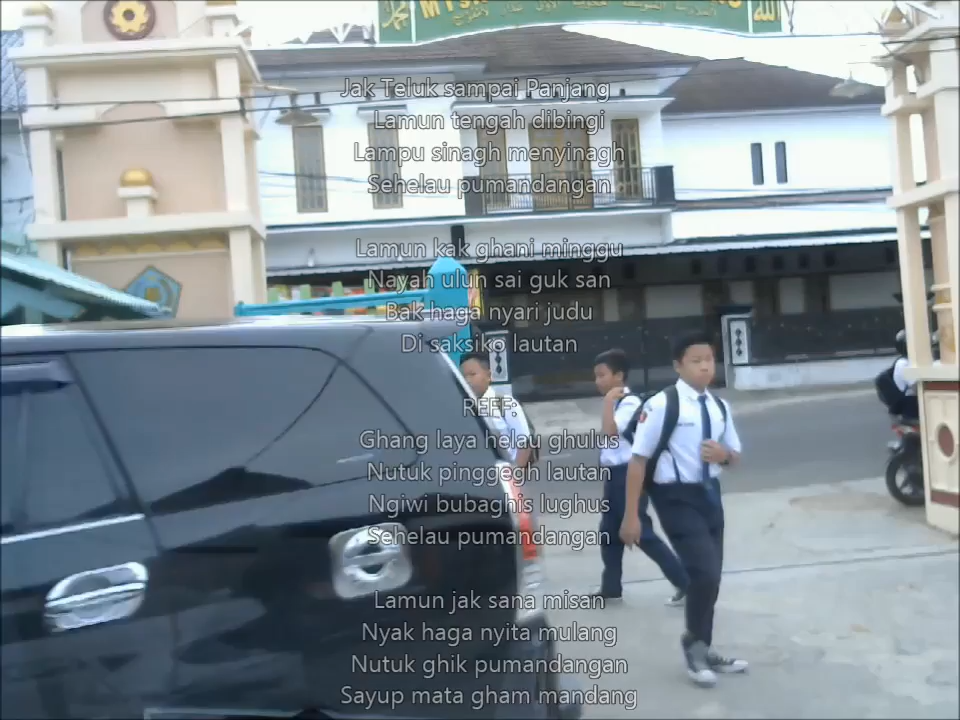 Jak Teluk sampai Panjang
Lamun tengah dibingi
Lampu sinagh menyinagh
Sehelau pumandangan
Lamun kak ghani minggu
Nayah ulun sai guk san
Bak haga nyari judu
Di saksiko lautan
REFF:
Ghang laya helau ghulus
Nutuk pinggegh lautan
Ngiwi bubaghis lughus
Sehelau pumandangan
Lamun jak sana misan
Nyak haga nyita mulang
Nutuk ghik pumandangan
Sayup mata gham mandang